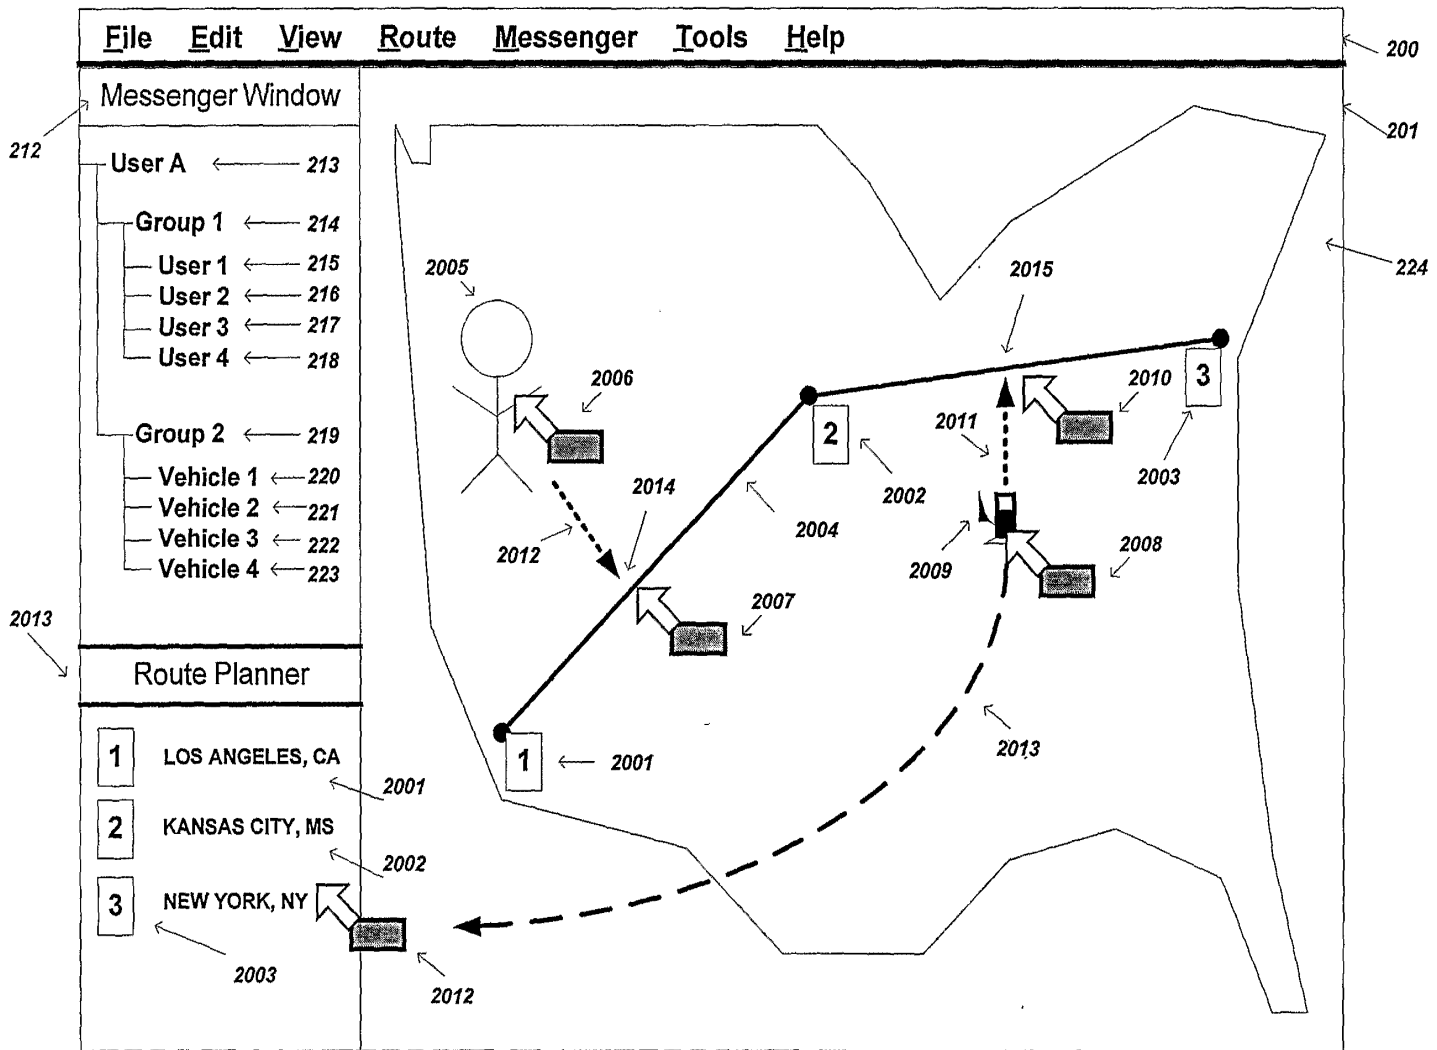 File Edit View Route Messenger Tools Help
200
Messenger Window
201
212
User A 213
Group 1 214
User 1 215
User 2 216
User 3 217
User 4 218
Group 2 219
Vehicle 1 220
Vehicle 2 221
Vehicle 3 222
Vehicle 4 223
2013
Route Planner
1 LOS ANGELES, CA
2001
2 KANSAS CITY, MS
2002
3 NEW YORK, NY
2003
2012
224
2005
2015
2006
2010
3
2003
2
2011
2002
2014
2004
2012
2009
2008
2007
1 2001
2013